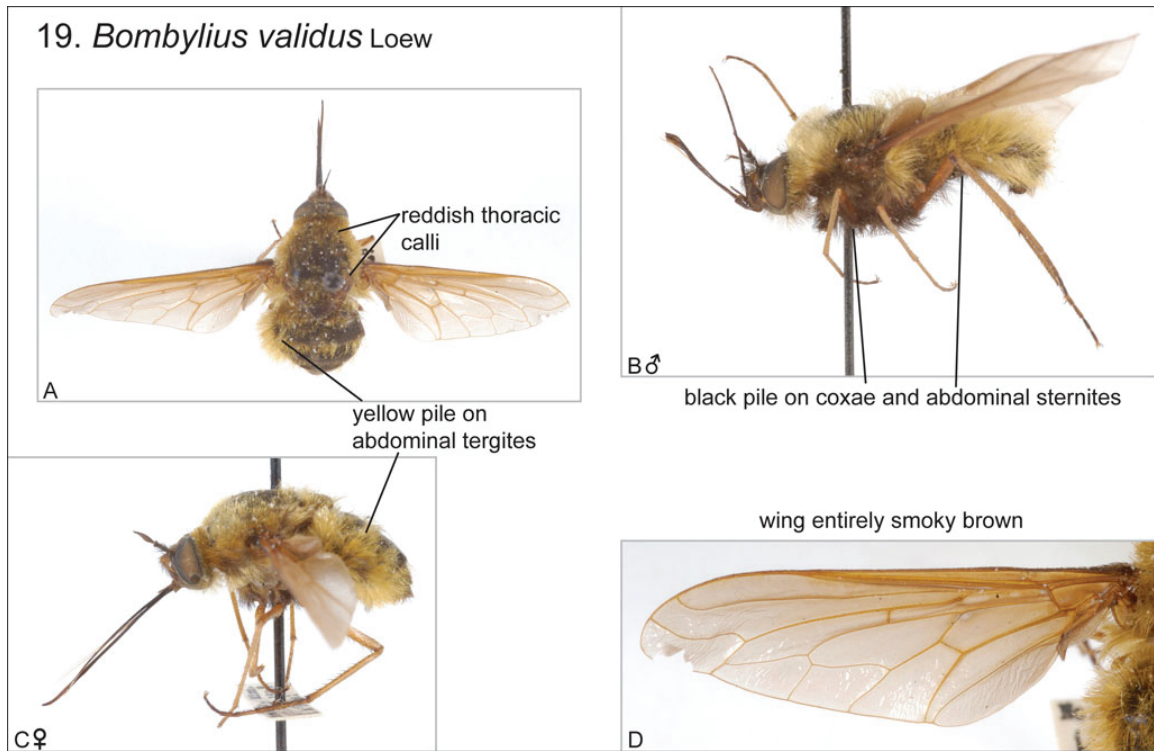 19. Bombylius validus Loew
reddish thoracic
calli
A
B♂
yellow pile on
abdominal tergites
black pile on coxae and abdominal sternites
C♀
wing entirely smoky brown
D